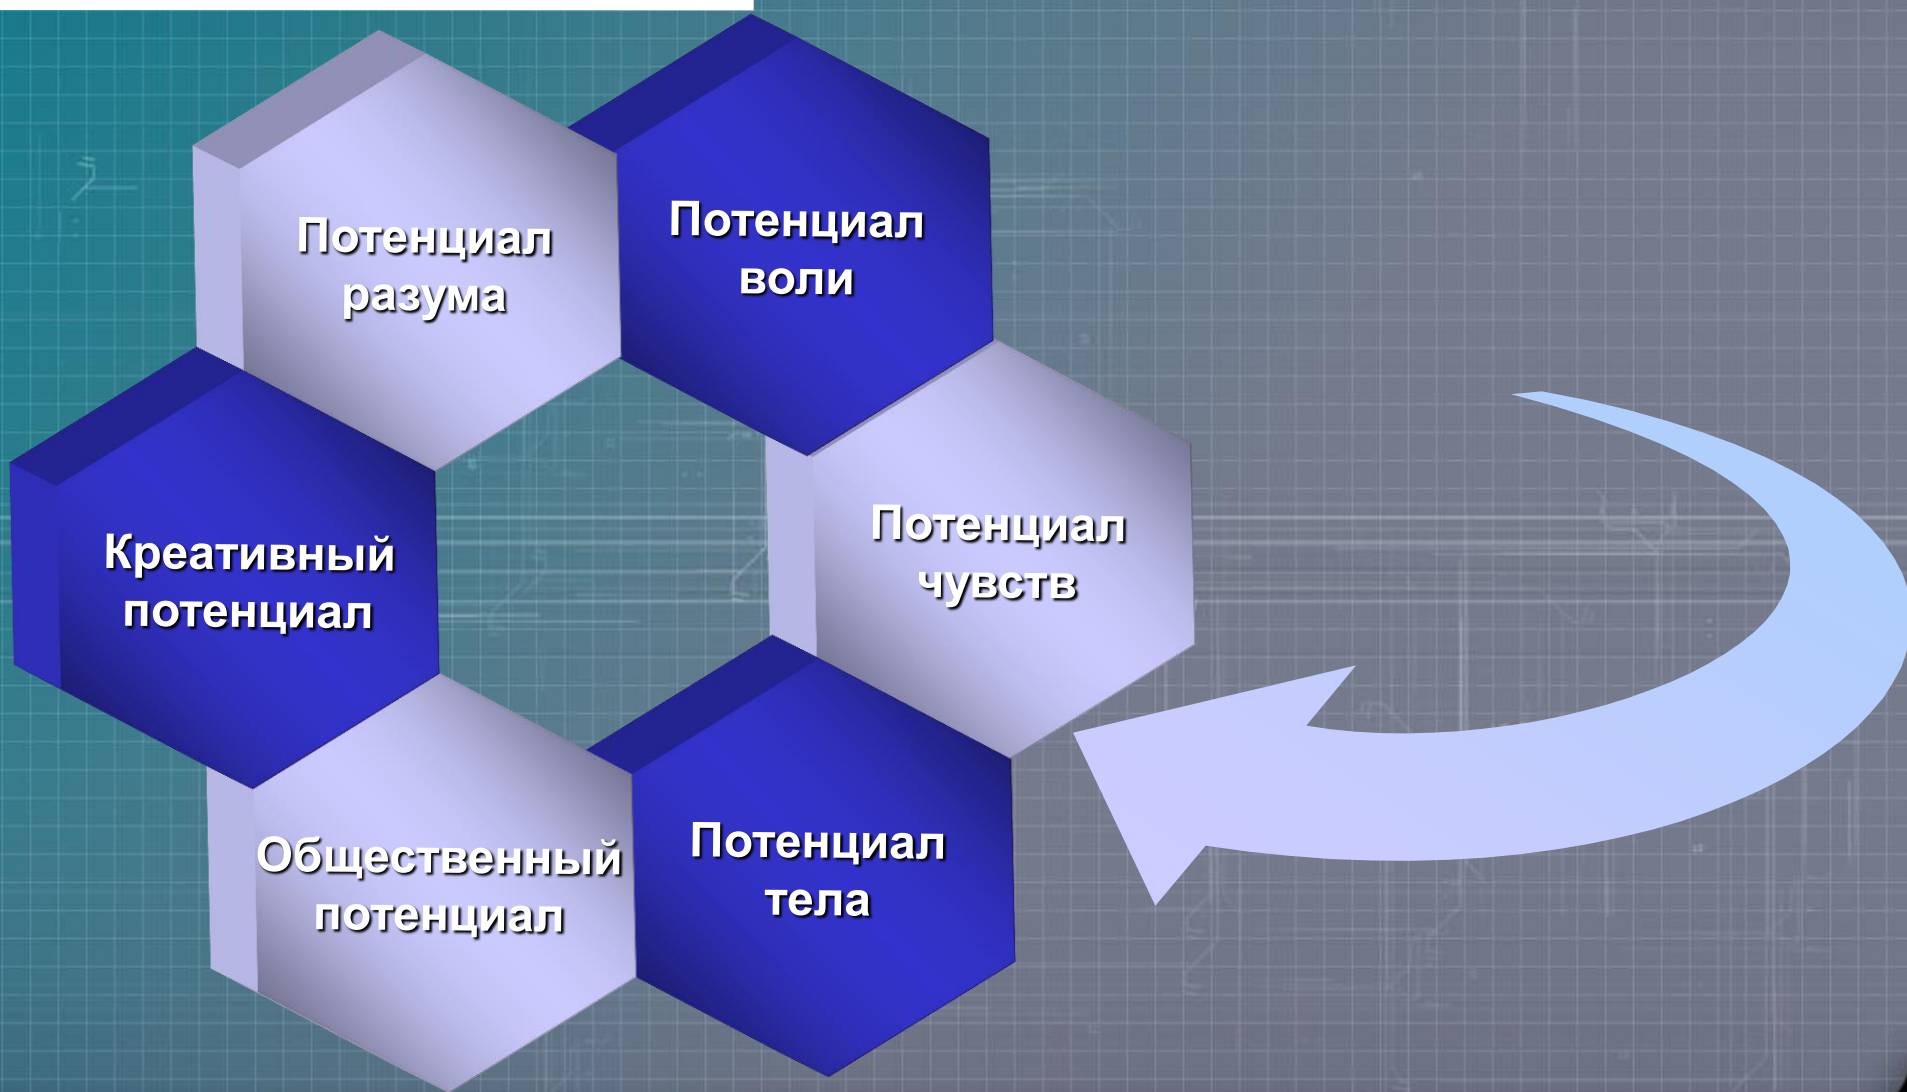 Потенциал
разума
Потенциал
воли
Креативный
потенциал
Потенциал
чувств
Общественный
потенциал
Потенциал
тела